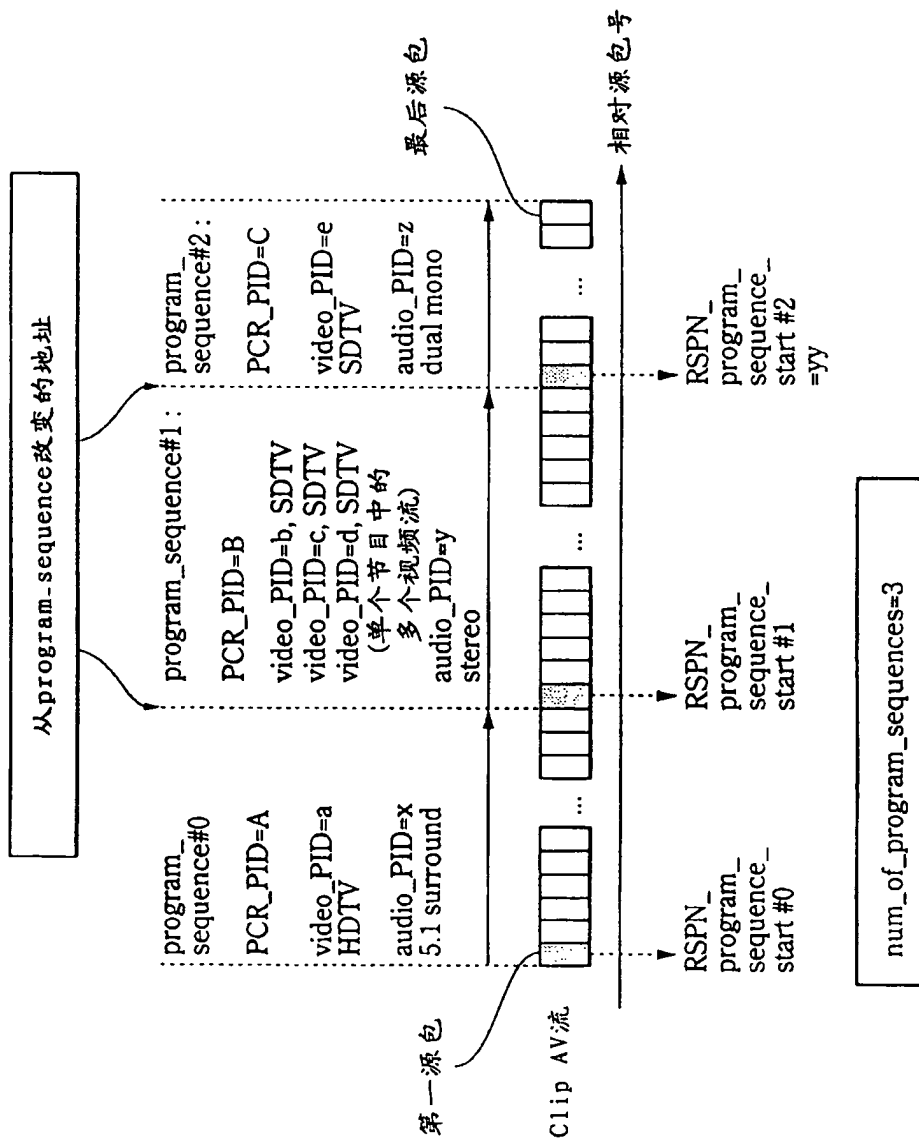 从program-sequence改变的地址
program_
sequence#0
PCR_PID=A
video_PID=a
HDTV
audio_PID=x
5.1 surround
program_sequence#1:
PCR_PID=B
video_PID=b, SDTV
video_PID=c, SDTV
video_PID=d, SDTV
(单个节目中的
多个视频流)
audio_PID=y
stereo
program_
sequence#2:
PCR_PID=C
video_PID=e
SDTV
audio_PID=z
dual mono
第一源包
最后源包
Clip AV流
...
...
...
相对源包号
RSPN_
program_
sequence_
start #0
RSPN_
program_
sequence_
start #1
RSPN_
program_
sequence_
start #2
=yy
num_of_program_sequences=3